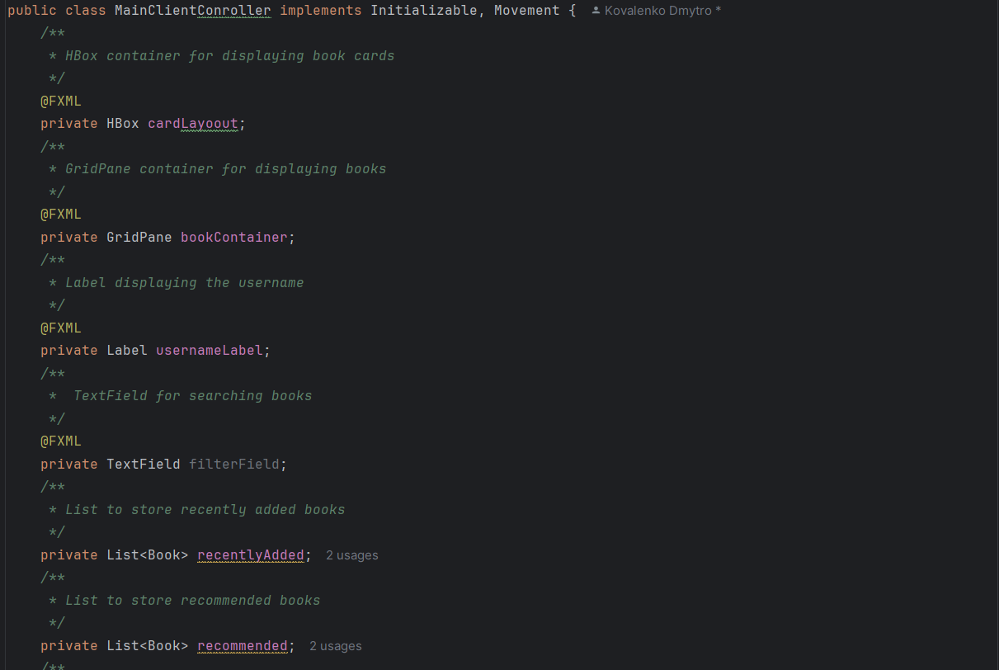 public class MainClientConroller implements Initializable, Movement { Kovalenko Dmytro *
/**
* HBox container for displaying book cards
*/
@FXML
private HBox cardLayoout;
/**
* GridPane container for displaying books
*/
@FXML
private GridPane bookContainer;
/**
* Label displaying the username
*/
@FXML
private Label usernameLabel;
/**
* TextField for searching books
*/
@FXML
private TextField filterField;
/**
* List to store recently added books
*/
private List<Book> recentlyAdded; 2 usages
/**
* List to store recommended books
*/
private List<Book> recommended; 2 usages
/**